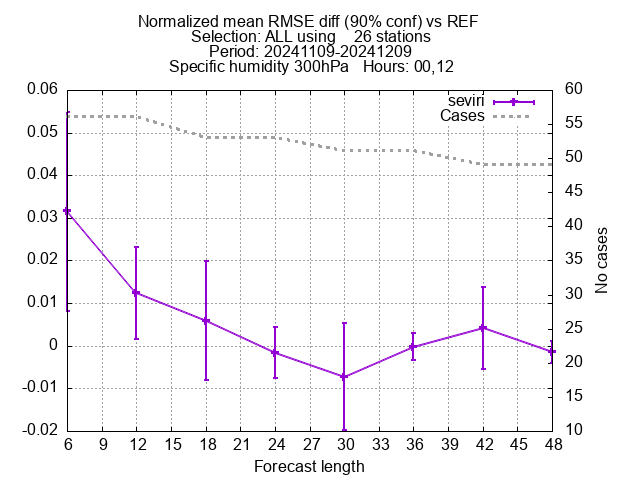 Normalized mean RMSE diff (90% conf) vs REF
Selection: ALL using    26 stations
Period: 20241109-20241209
Specific humidity 300hPa   Hours: 00,12
0.06 60
seviri
Cases
0.05 55
0.04 50
0.03 45
0.02 40
0.01 35
0 30
-0.01 25
-0.02 20
15
10
No cases
6 9 12 15 18 21 24 27 30 33 36 39 42 45 48
Forecast length